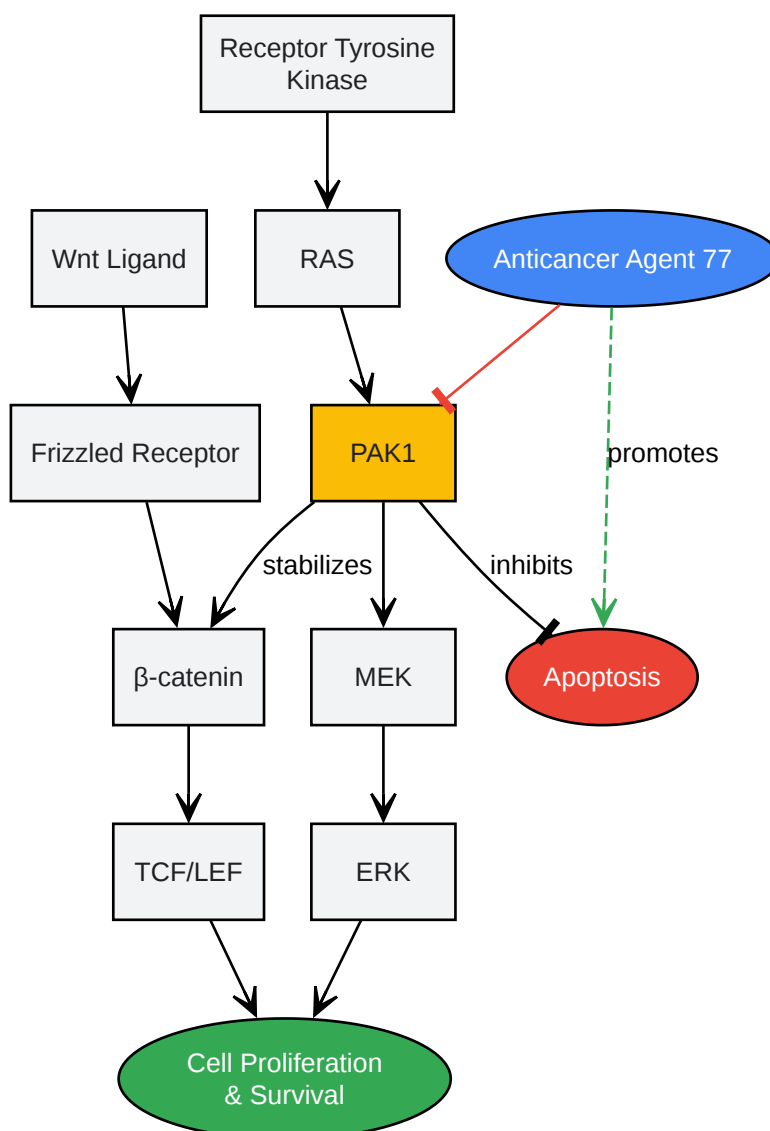 Receptor Tyrosine
Kinase
Wnt Ligand
RAS
Anticancer Agent 77
Frizzled Receptor
PAK1
promotes
stabilizes
inhibits
β-catenin
MEK
Apoptosis
TCF/LEF
ERK
Cell Proliferation
& Survival